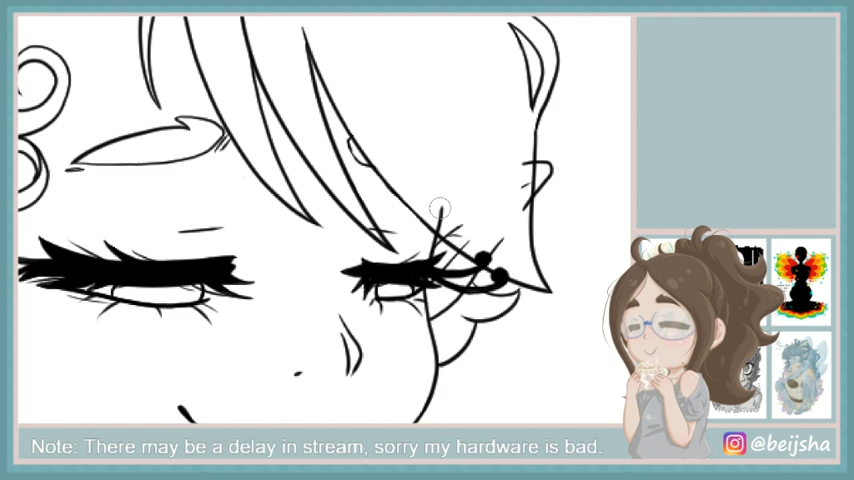 Note: There may be a delay in stream, sorry my hardware is bad.
@beijsha